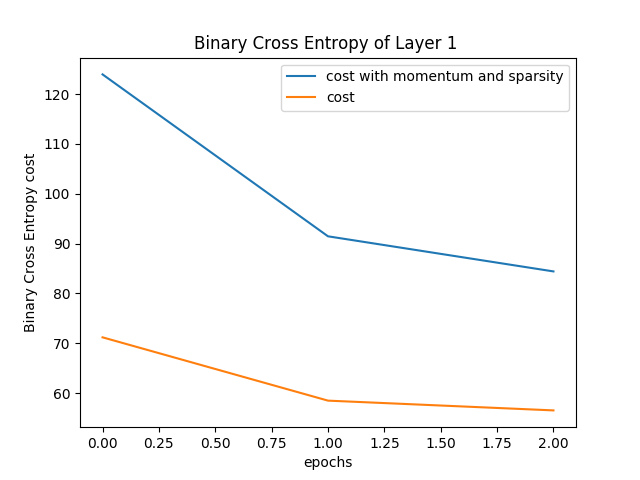 Binary Cross Entropy of Layer 1
cost with momentum and sparsity
cost
Binary Cross Entropy cost
120
110
100
90
80
70
60
0.00 0.25 0.50 0.75 1.00 1.25 1.50 1.75 2.00
epochs